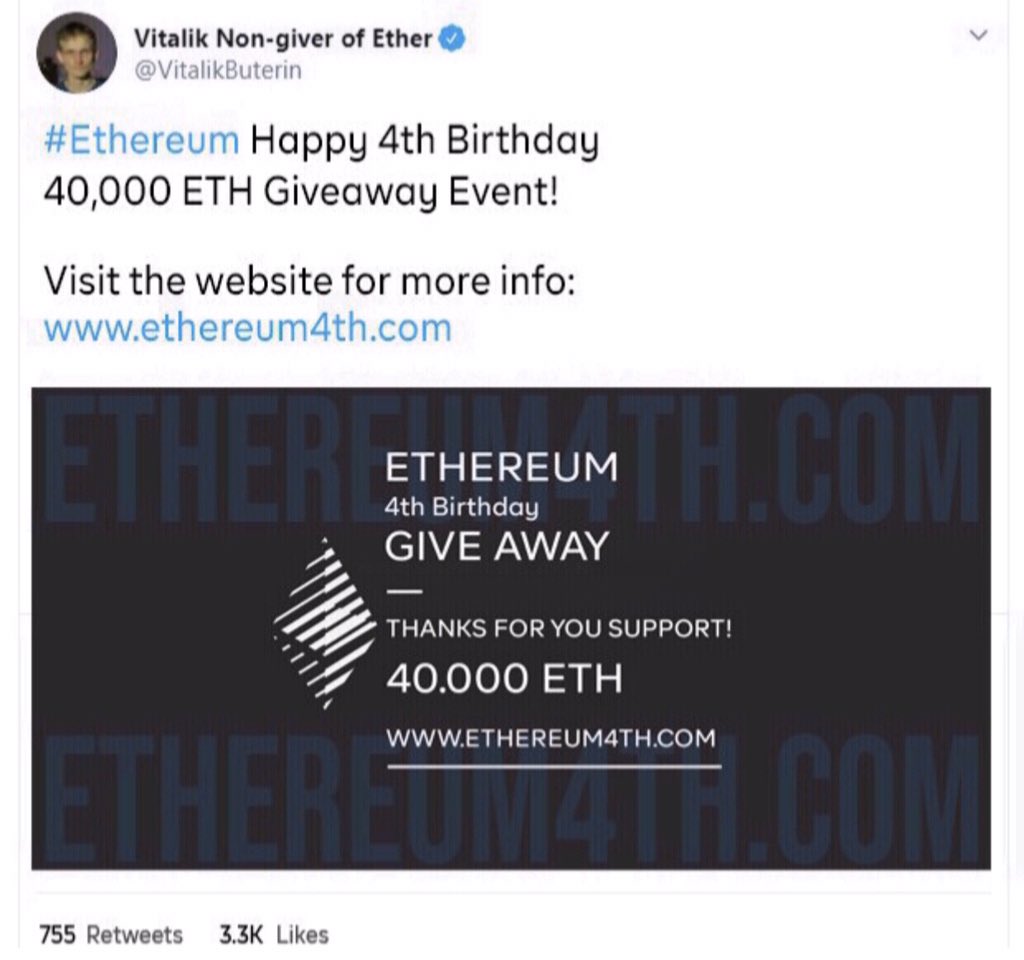 Vitalik Non-giver of Ether
@VitalikButerin
#Ethereum Happy 4th Birthday
40,000 ETH Giveaway Event!
Visit the website for more info:
www.ethereum4th.com
ETHEREUM4TH.COM
ETHEREUM
4th Birthday
GIVE AWAY
THANKS FOR YOU SUPPORT!
40.000 ETH
WWW.ETHEREUM4TH.COM
ETHEREUM4TH.COM
755 Retweets 3.3K Likes